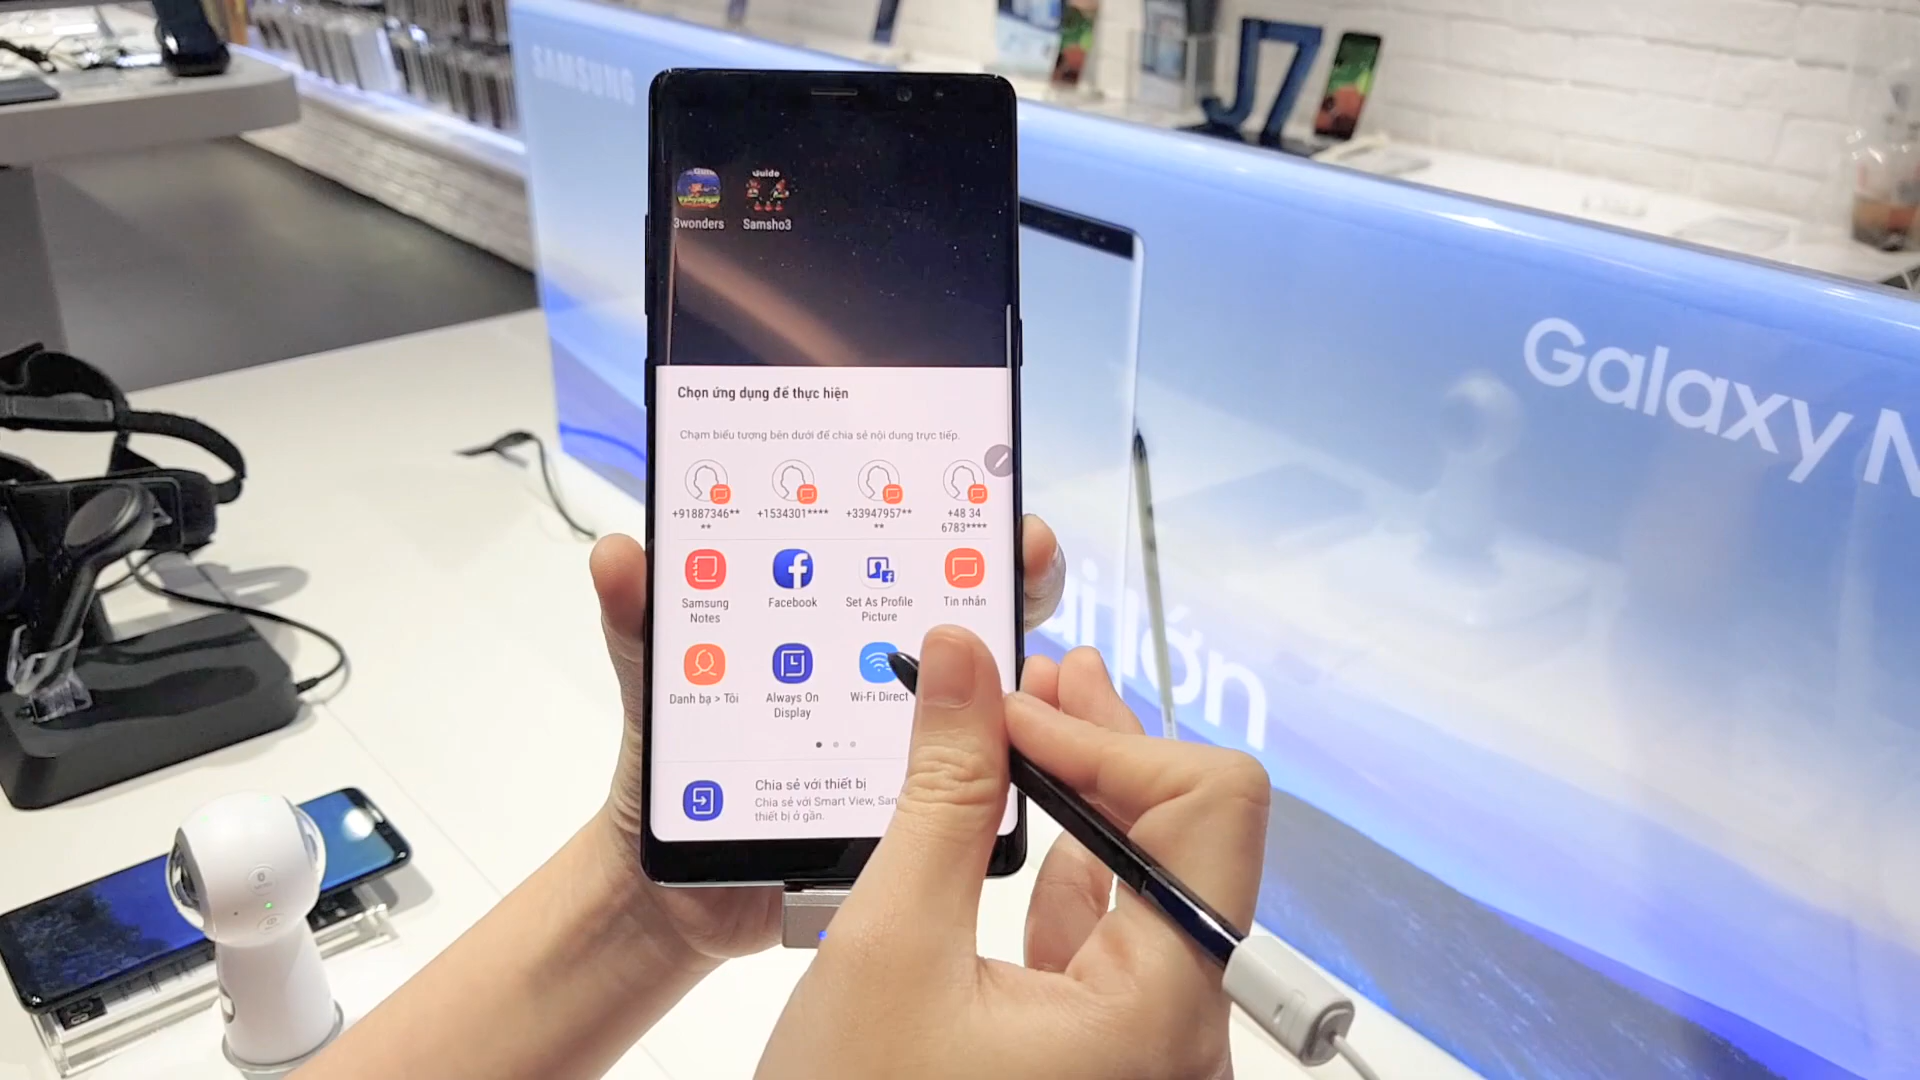 SAMSUNG
J7
Guide
3wonders
Samsho3
Chọn ứng dụng để thực hiện
Chạm biểu tượng bên dưới để chia sẻ nội dung trực tiếp.
+91887346**
**
+1534301****
+33947957**
**
+48 34
6783****
Samsung
Notes
Facebook
Set As Profile
Picture
Tin nhắn
Danh bạ > Tôi
Always On
Display
Wi-Fi Direct
Chia sẻ với thiết bị
Chia sẻ với Smart View,
thiết bị ở gần.
Galaxy N
lớn